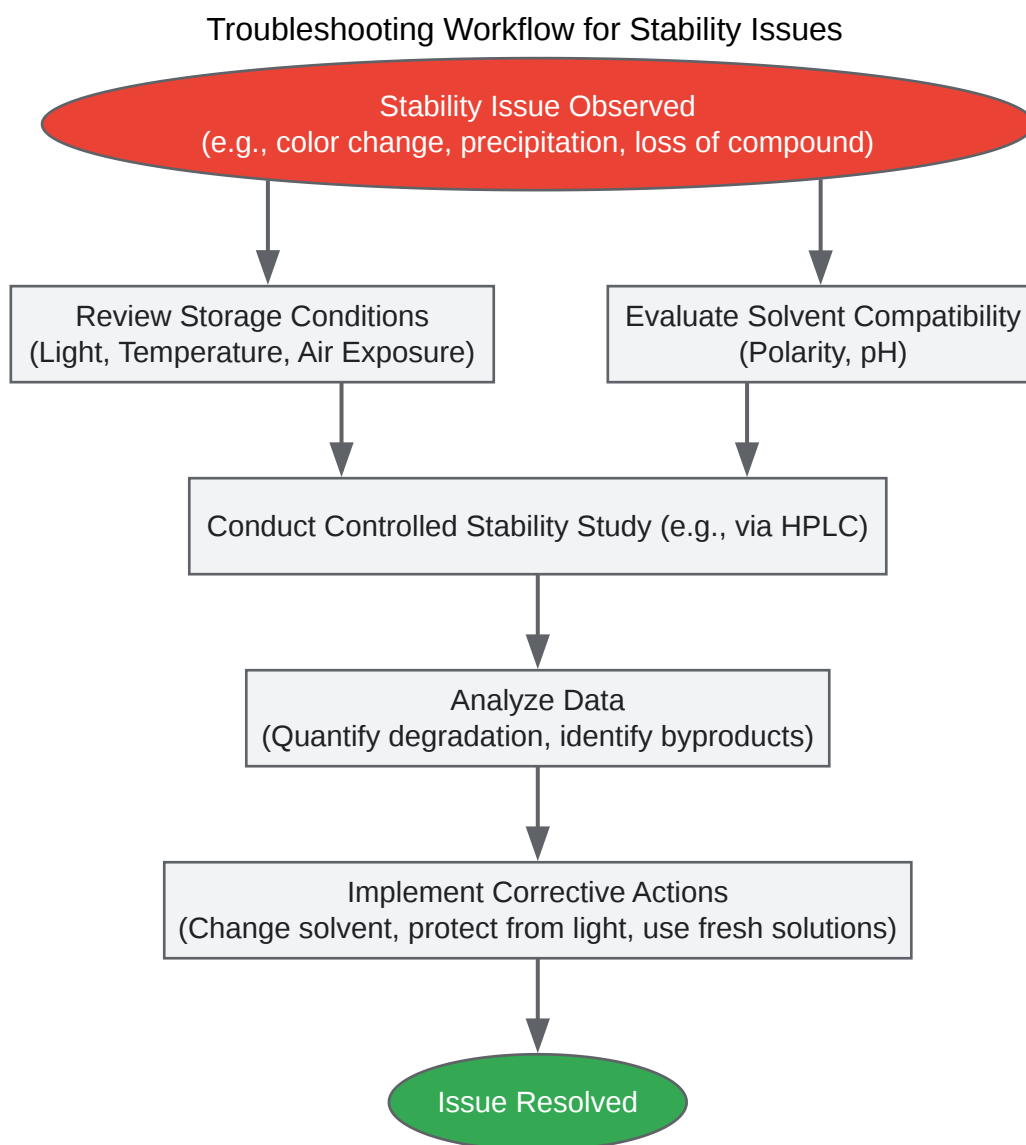 Troubleshooting Workflow for Stability Issues
Stability Issue Observed
(e.g., color change, precipitation, loss of compound)
Review Storage Conditions
(Light, Temperature, Air Exposure)
Evaluate Solvent Compatibility
(Polarity, pH)
Conduct Controlled Stability Study (e.g., via HPLC)
Analyze Data
(Quantify degradation, identify byproducts)
Implement Corrective Actions
(Change solvent, protect from light, use fresh solutions)
Issue Resolved